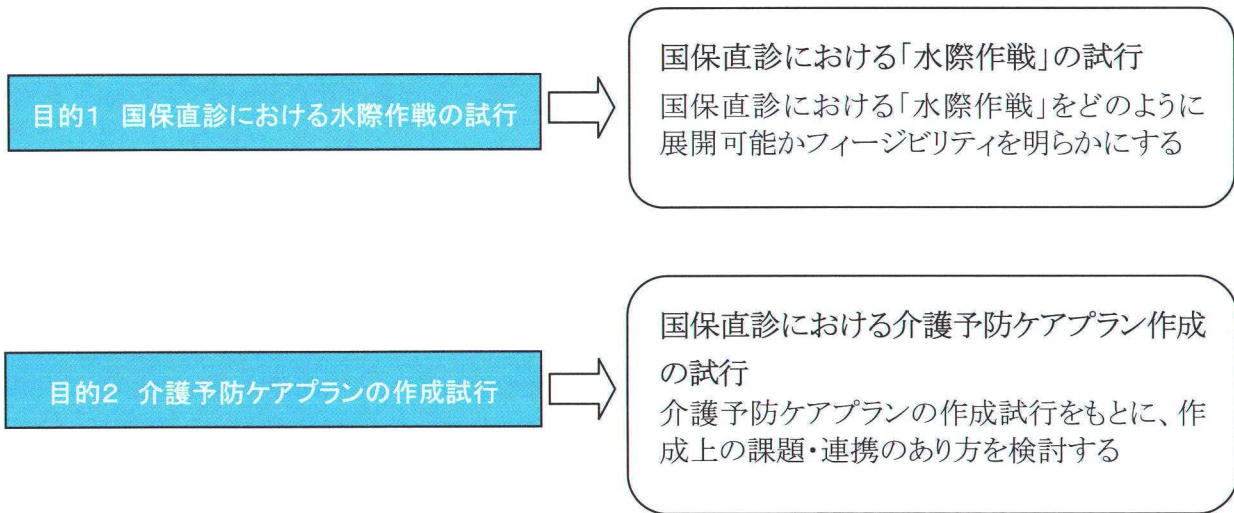 目的1 国保直診における水際作戦の試行
国保直診における「水際作戦」の試行
国保直診における「水際作戦」をどのように
展開可能かフィージビリティを明らかにする
目的2 介護予防ケアプランの作成試行
国保直診における介護予防ケアプラン作成
の試行
介護予防ケアプランの作成試行をもとに、作
成上の課題・連携のあり方を検討する